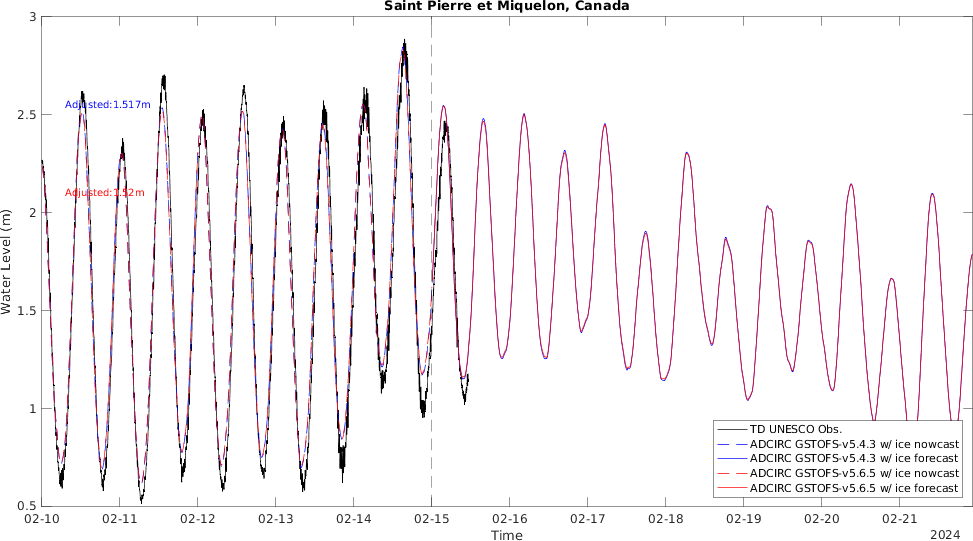 Saint Pierre et Miquelon, Canada
Water Level (m)
3
2.5
2
1.5
1
0.5
Adjusted:1.517m
Adjusted:1.52m
TD UNESCO Obs.
ADCIRC GSTOFS-v5.4.3 w/ ice nowcast
ADCIRC GSTOFS-v5.4.3 w/ ice forecast
ADCIRC GSTOFS-v5.6.5 w/ ice nowcast
ADCIRC GSTOFS-v5.6.5 w/ ice forecast
02-10 02-11 02-12 02-13 02-14 02-15 02-16 02-17 02-18 02-19 02-20 02-21
Time
2024